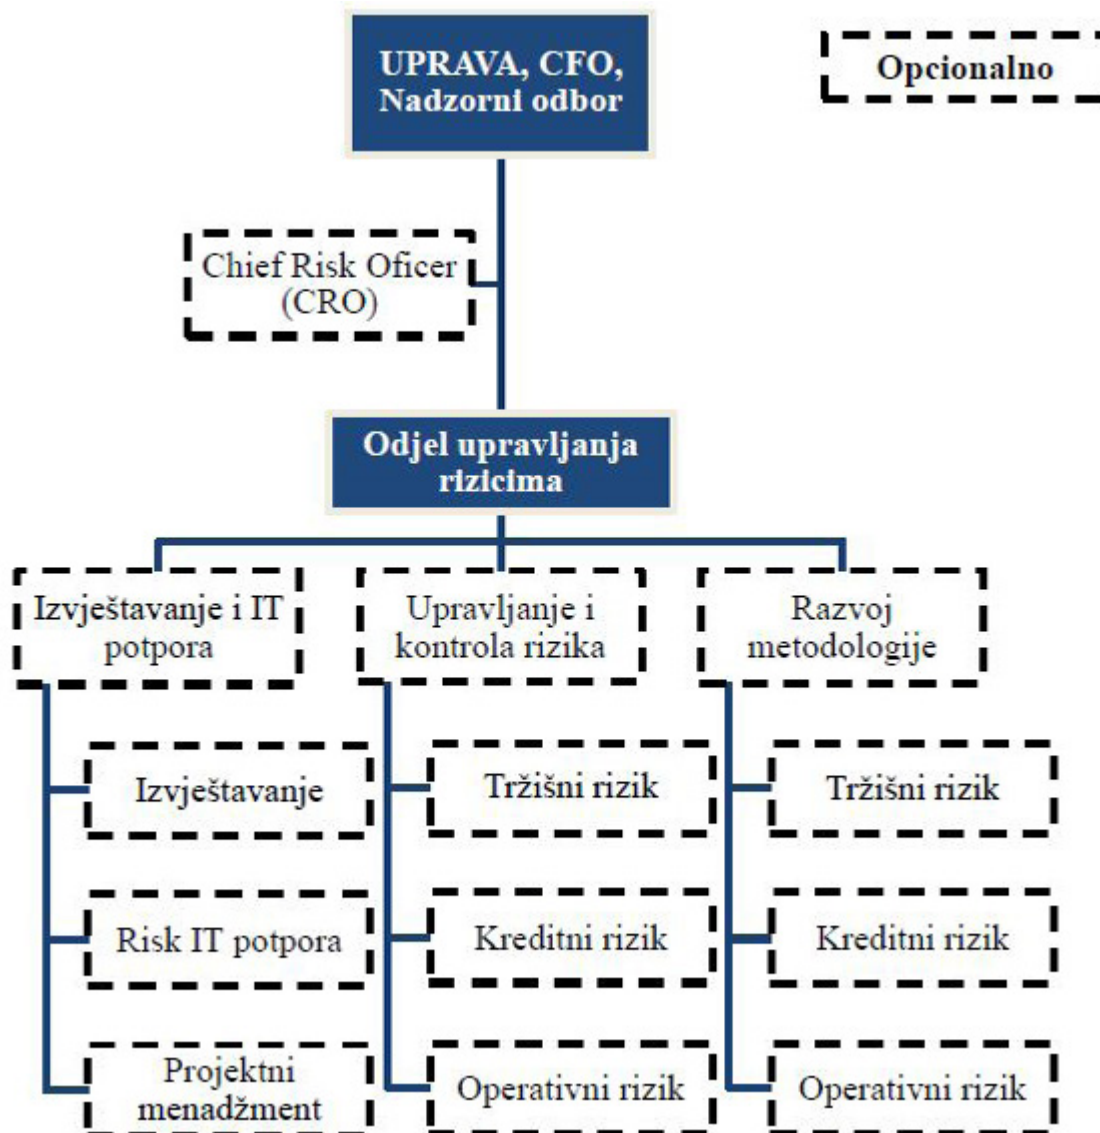 UPRAVA, CFO,
Nadzorni odbor
Opcionalno
Chief Risk Oficer
(CRO)
Odjel upravljanja
rizicima
Izvještavanje i IT
potpora
Upravljanje i
kontrola rizika
Razvoj
metodologije
Izvještavanje
Tržišni rizik
Tržišni rizik
Risk IT potpora
Kreditni rizik
Kreditni rizik
Projektni
menadžment
Operativni rizik
Operativni rizik